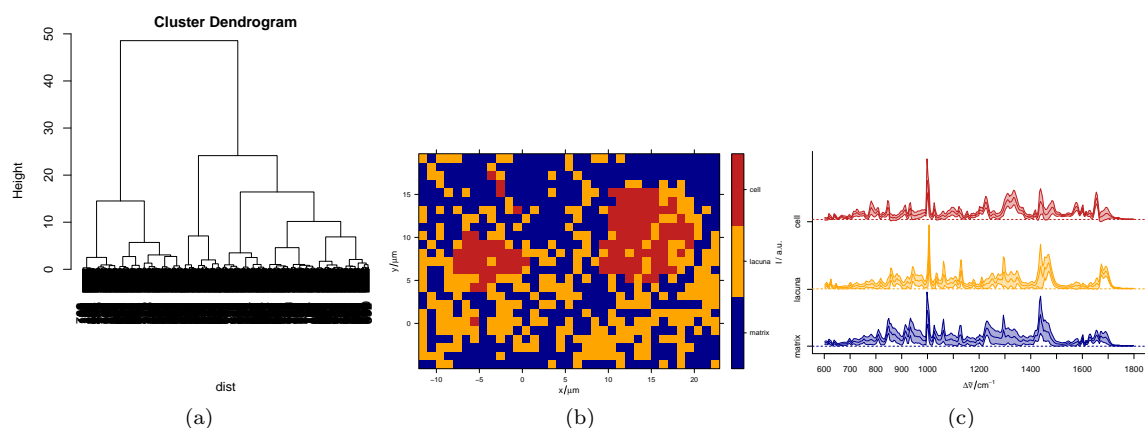 Cluster Dendrogram
Height
0
10
20
30
40
50
dist
(a)
y/μm
0
5
10
15
−10
−5
0
5
10
15
20
x/μm
cell
lacuna
matrix
(b)
I / a.u.
cell
lacuna
matrix
600
800
1000
1200
1400
1600
1800
Δν̃/cm⁻¹
(c)